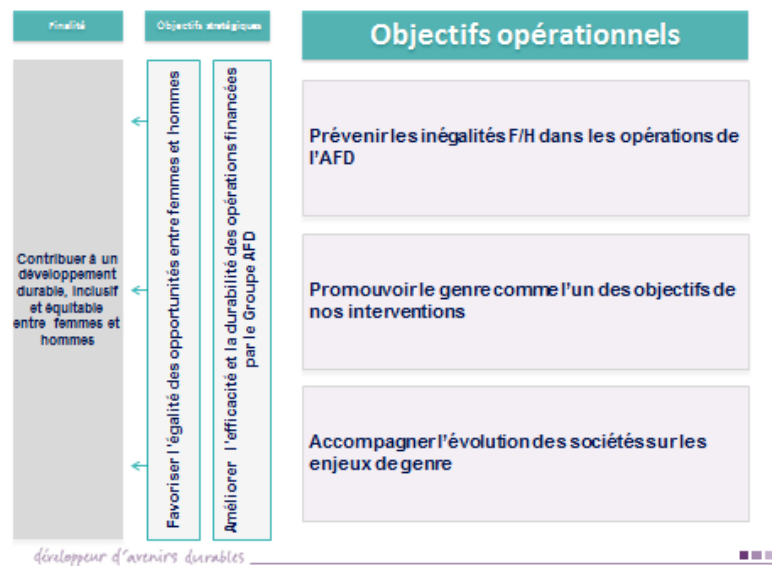 Finalité
Objectifs stratégiques
Objectifs opérationnels
Contribuer à un
développement
durable, inclusif
et équitable
entre femmes et
hommes
Favoriser l'égalité des opportunités entre femmes et hommes
Améliorer l'efficacité et la durabilité des opérations financées
par le Groupe AFD
Prévenir les inégalités F/H dans les opérations de
l'AFD
Promouvoir le genre comme l'un des objectifs de
nos interventions
Accompagner l'évolution des sociétés sur les
enjeux de genre
développeur d'avenirs durables